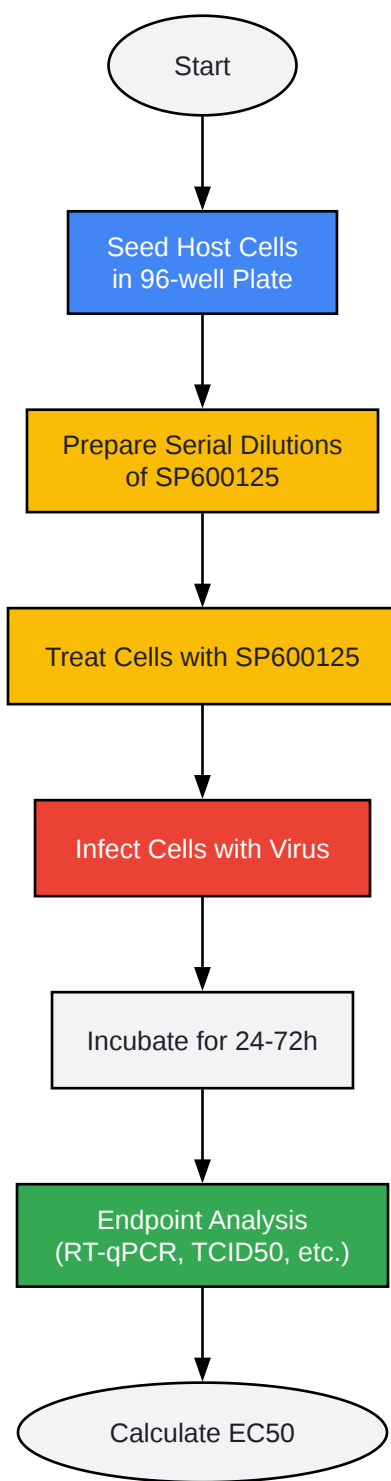 Start
Seed Host Cells
in 96-well Plate
Prepare Serial Dilutions
of SP600125
Treat Cells with SP600125
Infect Cells with Virus
Incubate for 24-72h
Endpoint Analysis
(RT-qPCR, TCID50, etc.)
Calculate EC50